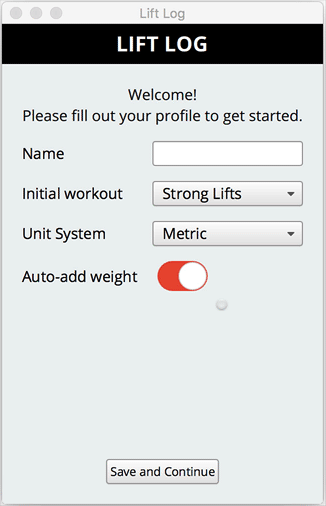 Lift Log
LIFT LOG
Welcome!
Please fill out your profile to get started.
Name
Initial workout
Strong Lifts
Unit System
Metric
Auto-add weight
Save and Continue